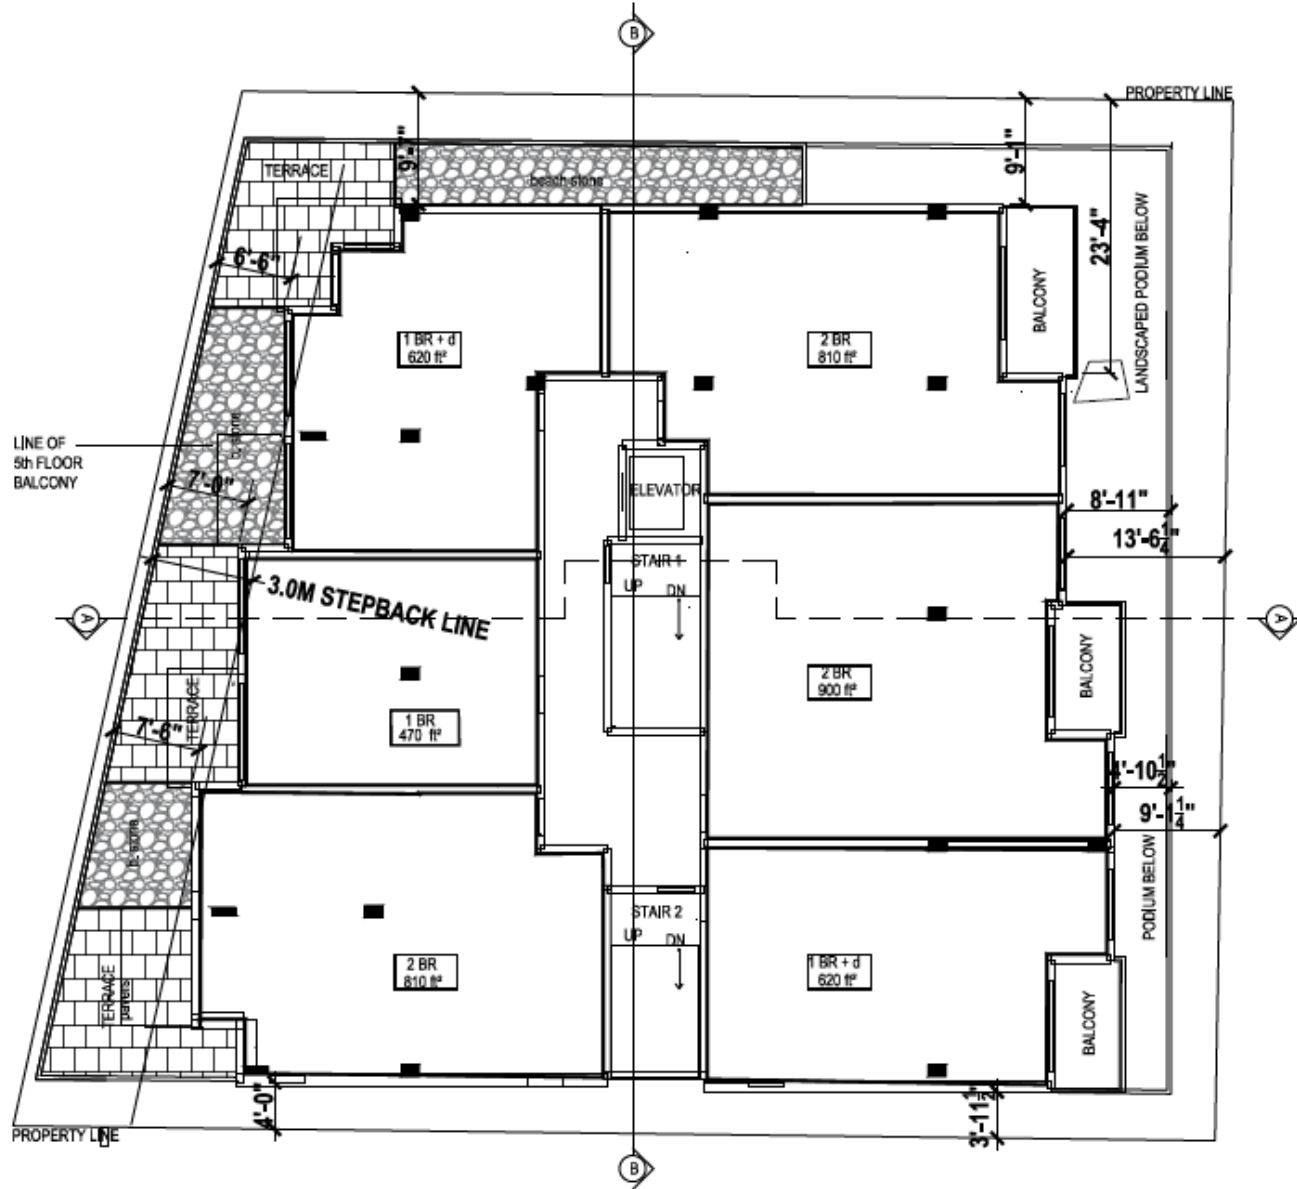 B
PROPERTY LINE
9'-7"
9'-1"
TERRACE
beach stone
23'-4"
LANDSCAPED PODIUM BELOW
6'-6"
BALCONY
1 BR + d
620 ft²
2 BR
810 ft²
LINE OF
5th FLOOR
BALCONY
b. stone
7'-0"
ELEVATOR
8'-11"
13'-6 1/4"
STAIR 1
UP
DN
3.0M STEPBACK LINE
A
A
2 BR
900 ft²
BALCONY
TERRACE
7'-6"
1 BR
470 ft²
4'-10 1/2"
9'-1 1/4"
b. stone
PODIUM BELOW
STAIR 2
UP
DN
2 BR
810 ft²
1 BR + d
620 ft²
TERRACE
pavers
BALCONY
4'-0"
3'-11 1/2"
PROPERTY LINE
B